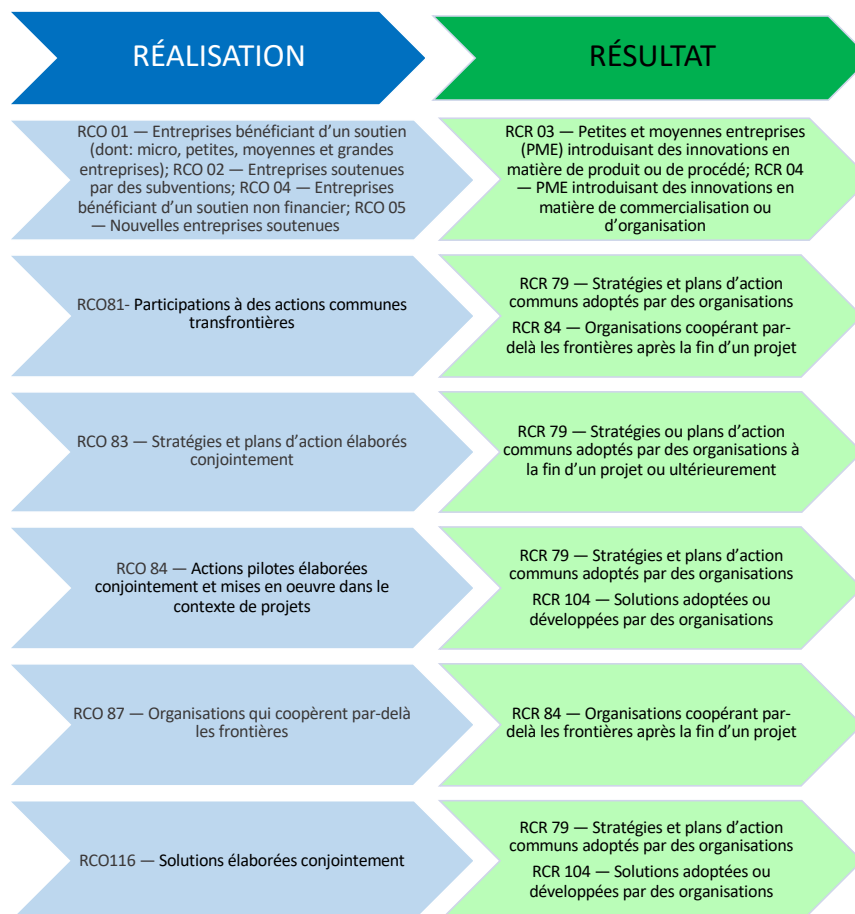 RÉALISATION
RÉSULTAT
RCO 01 — Entreprises bénéficiant d’un soutien
(dont: micro, petites, moyennes et grandes
entreprises); RCO 02 — Entreprises soutenues
par des subventions; RCO 04 — Entreprises
bénéficiant d’un soutien non financier; RCO 05
— Nouvelles entreprises soutenues
RCR 03 — Petites et moyennes entreprises
(PME) introduisant des innovations en
matière de produit ou de procédé; RCR 04
— PME introduisant des innovations en
matière de commercialisation ou
d’organisation
RCO81- Participations à des actions communes
transfrontières
RCR 79 — Stratégies et plans d’action
communs adoptés par des organisations
RCR 84 — Organisations coopérant par-
delà les frontières après la fin d’un projet
RCO 83 — Stratégies et plans d’action élaborés
conjointement
RCR 79 — Stratégies ou plans d’action
communs adoptés par des organisations à
la fin d’un projet ou ultérieurement
RCO 84 — Actions pilotes élaborées
conjointement et mises en oeuvre dans le
contexte de projets
RCR 79 — Stratégies et plans d’action
communs adoptés par des organisations
RCR 104 — Solutions adoptées ou
développées par des organisations
RCO 87 — Organisations qui coopèrent par-delà
les frontières
RCR 84 — Organisations coopérant par-
delà les frontières après la fin d’un projet
RCO116 — Solutions élaborées conjointement
RCR 79 — Stratégies et plans d’action
communs adoptés par des organisations
RCR 104 — Solutions adoptées ou
développées par des organisations